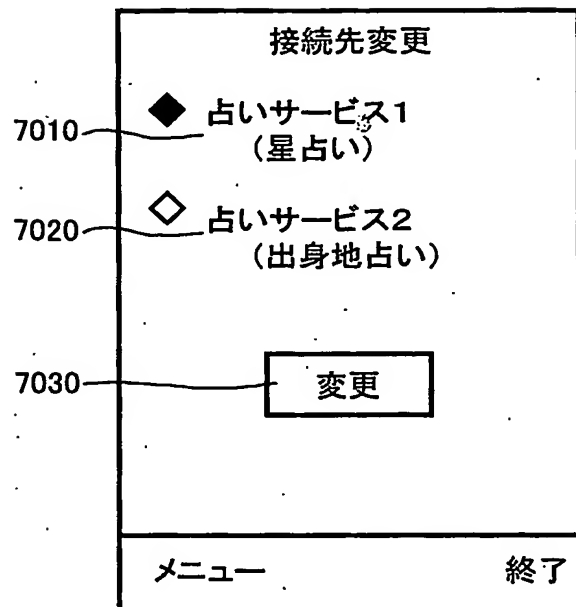 接続先変更
7010
占いサービス1
(星占い)
7020
占いサービス2
(出身地占い)
7030
変更
メニュー 終了